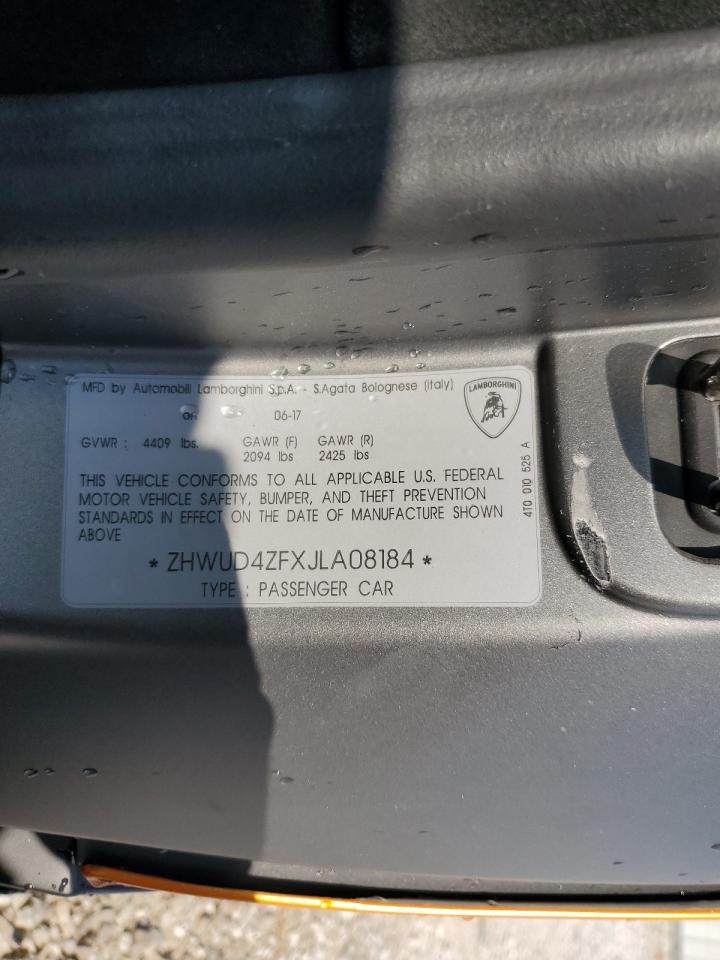 MFD by Automobili Lamborghini S.p.A. - S.Agata Bolognese (Italy)
LAMBORGHINI
06-17
GVWR : 4409 lbs. GAWR (F) GAWR (R)
2094 lbs 2425 lbs
THIS VEHICLE CONFORMS TO ALL APPLICABLE U.S. FEDERAL
MOTOR VEHICLE SAFETY, BUMPER, AND THEFT PREVENTION
STANDARDS IN EFFECT ON THE DATE OF MANUFACTURE SHOWN
ABOVE
* ZHWUD4ZFXJLA08184 *
TYPE : PASSENGER CAR
4T0 010 525 A